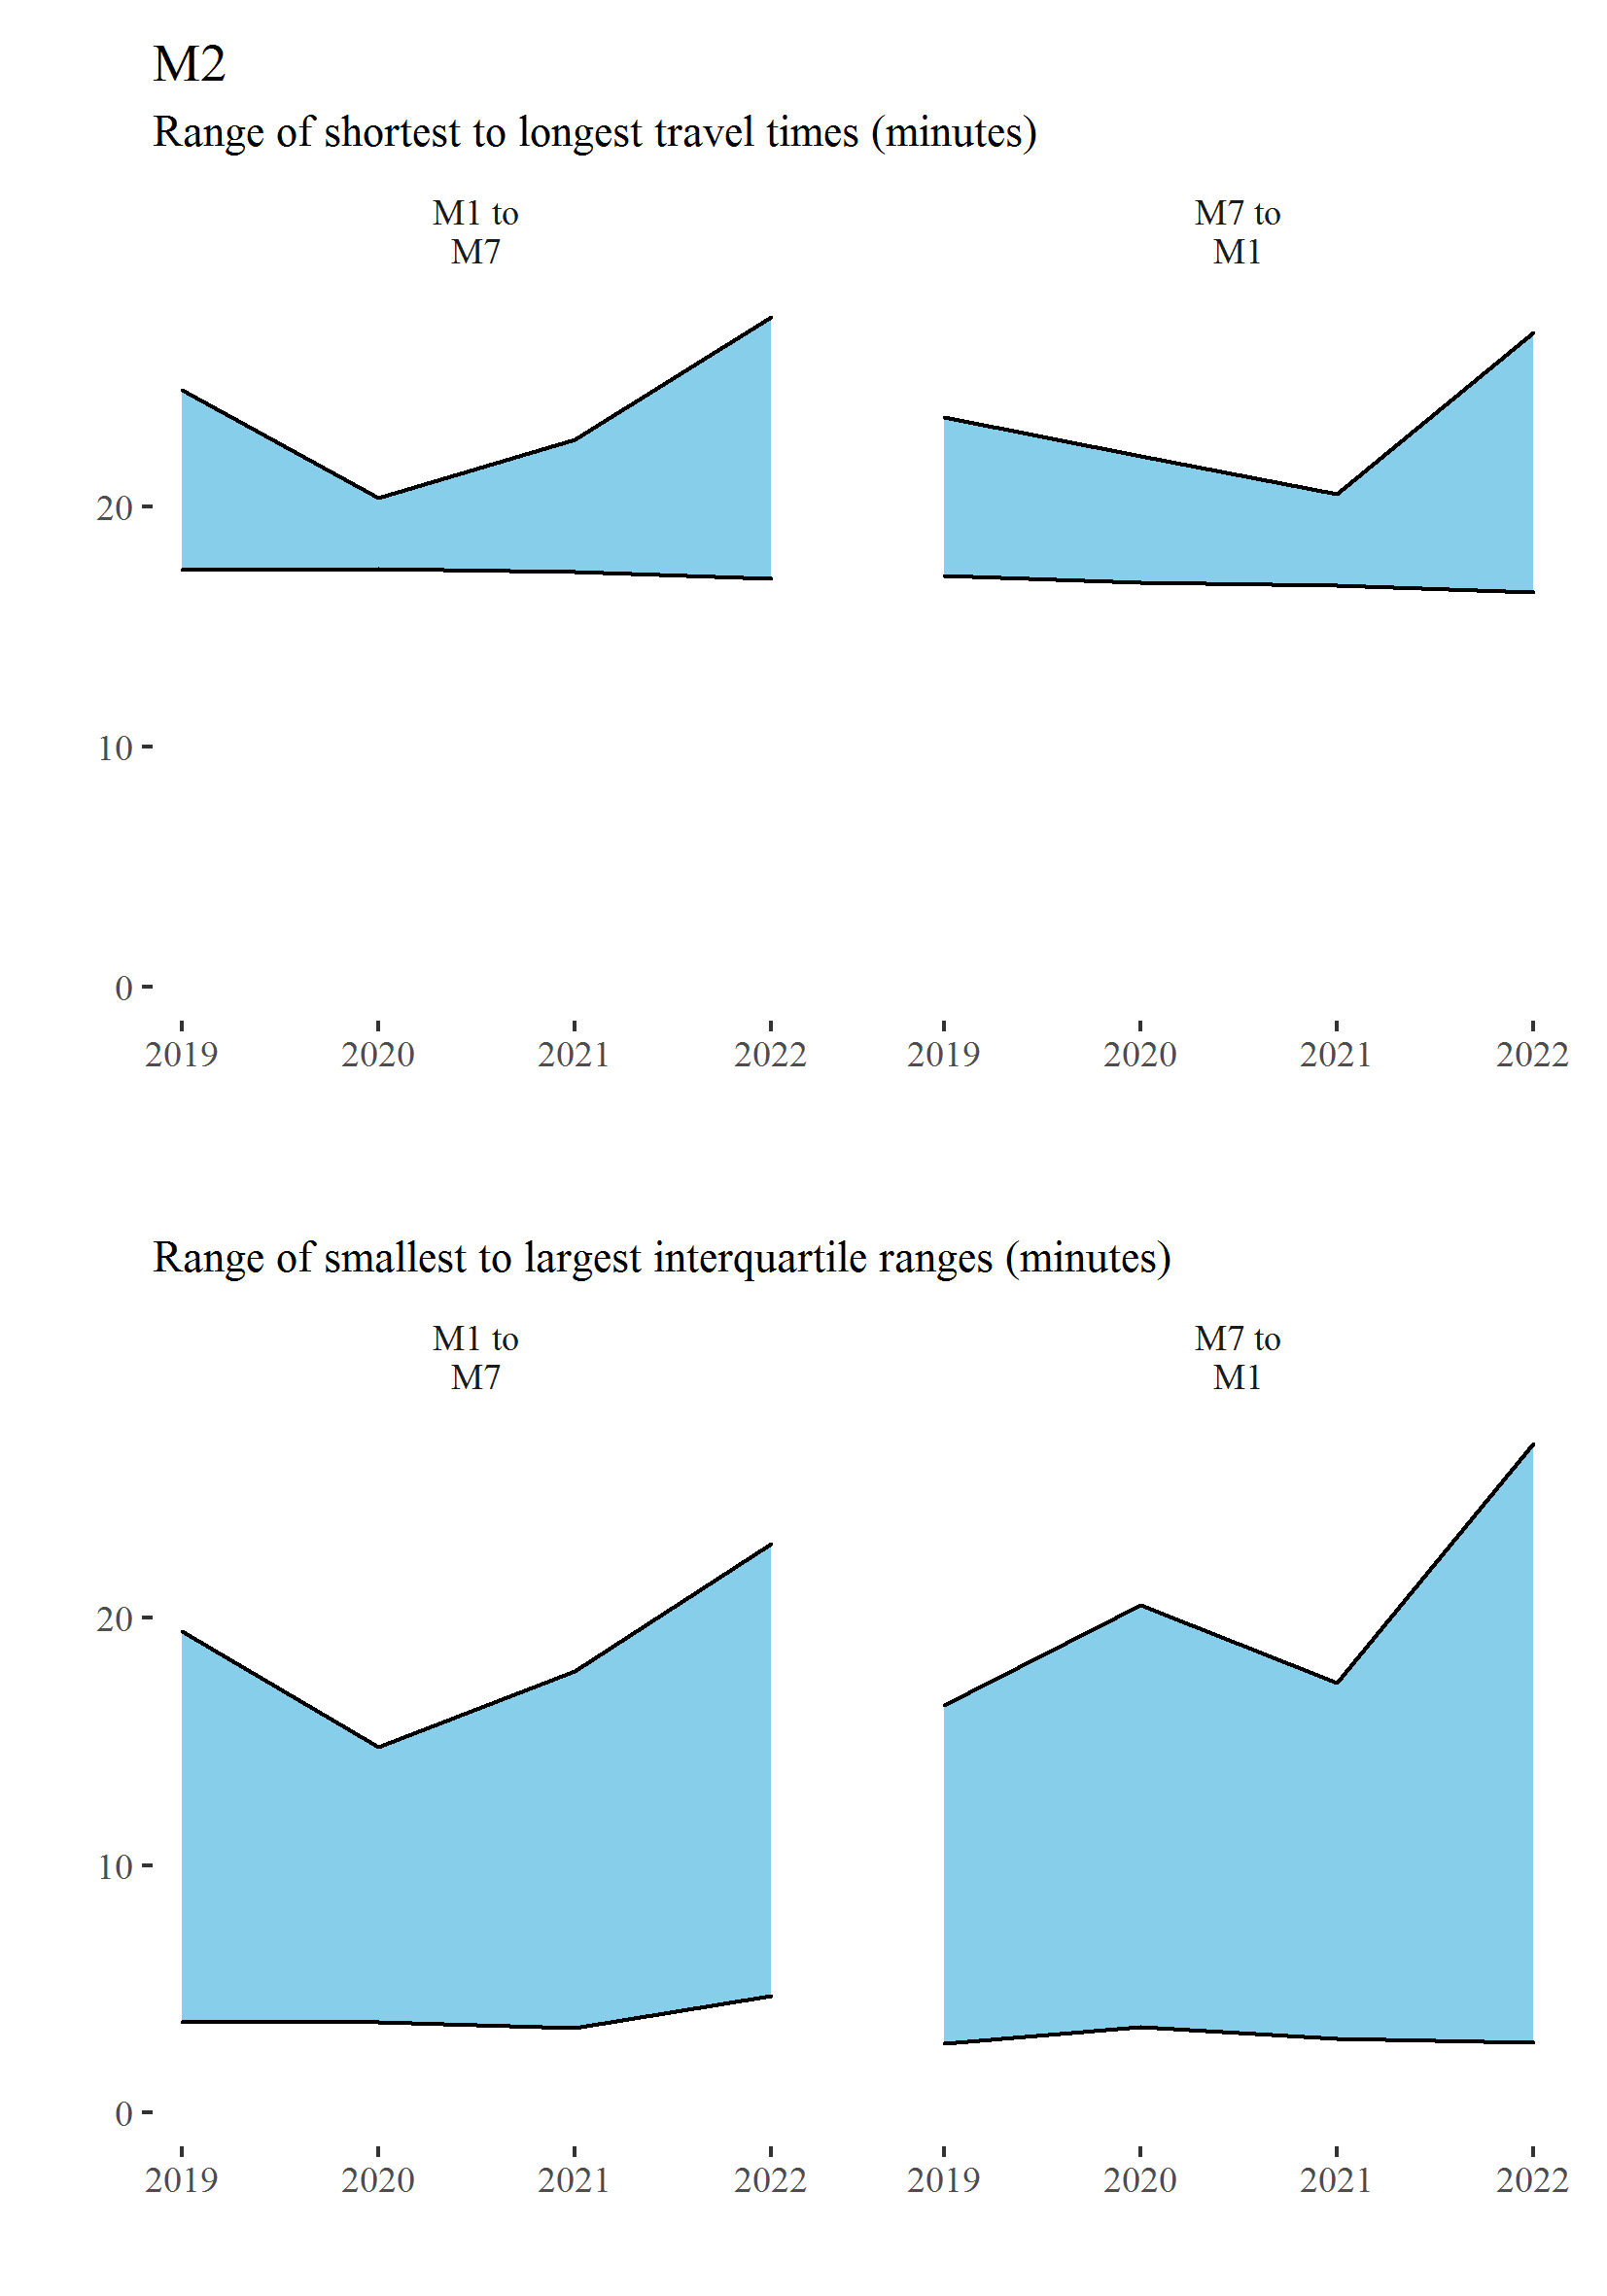 M2
Range of shortest to longest travel times (minutes)
M1 to
M7
M7 to
M1
20
10
0
2019 2020 2021 2022 2019 2020 2021 2022
Range of smallest to largest interquartile ranges (minutes)
M1 to
M7
M7 to
M1
20
10
0
2019 2020 2021 2022 2019 2020 2021 2022